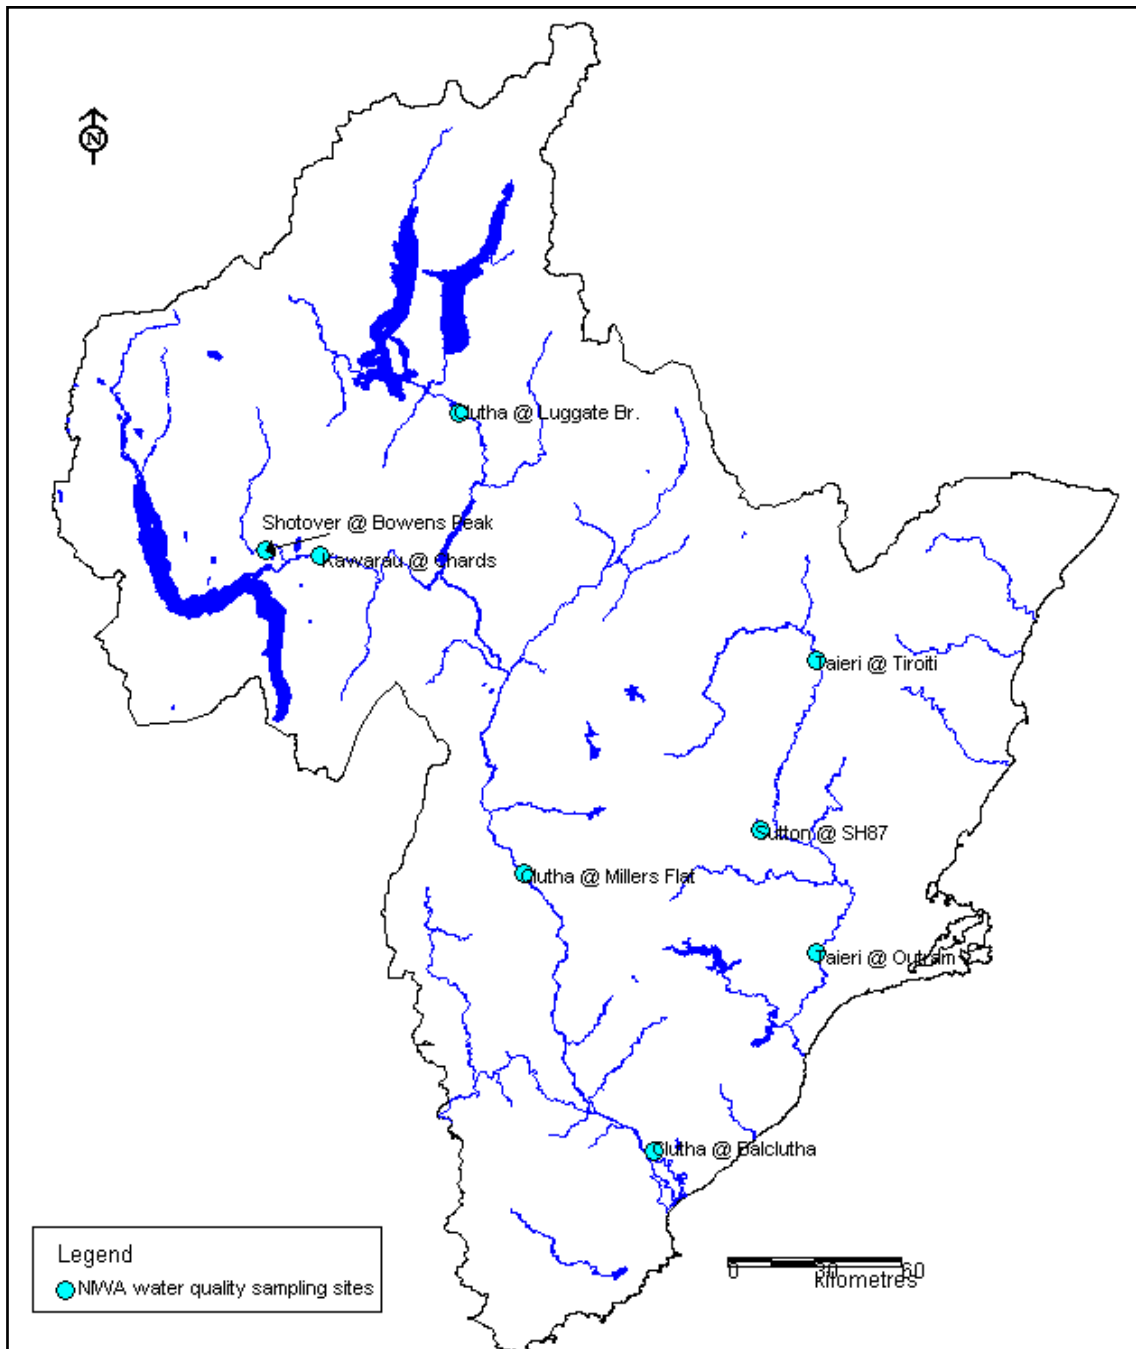 N
Clutha @ Luggate Br.
Shotover @ Bowens Peak
Kawarau @ Chards
Taieri @ Tiroiti
Sutton @ SH87
Clutha @ Millers Flat
Taieri @ Outram
Clutha @ Balclutha
Legend
NIWA water quality sampling sites
0 30 60
kilometres